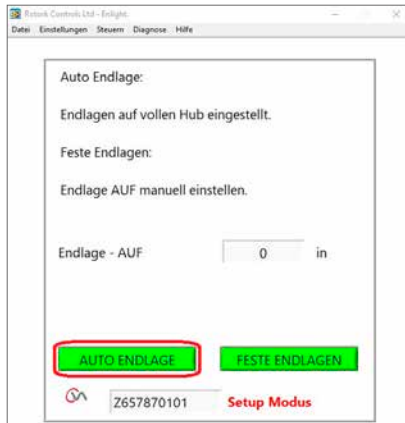 Rotork Controls Ltd - Enlight.
Datei Einstellungen Steuern Diagnose Hilfe
Auto Endlage:
Endlagen auf vollen Hub eingestellt.
Feste Endlagen:
Endlage AUF manuell einstellen.
Endlage - AUF 0 in
AUTO ENDLAGE FESTE ENDLAGEN
Z657870101 Setup Modus